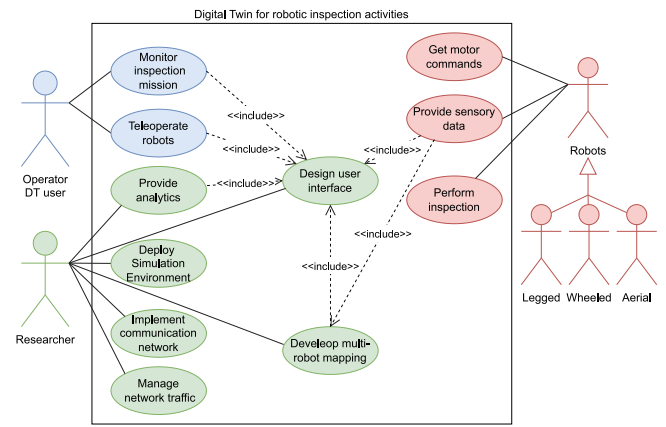 Digital Twin for robotic inspection activities
Monitor
inspection
mission
Get motor
commands
<<include>>
Provide sensory
data
Teleoperate
robots
<<include>>
<<include>>
Operator
DT user
Robots
Provide
analytics
<<include>>
Design user
interface
Perform
inspection
<<include>>
Deploy
Simulation
Environment
<<include>>
Legged
Wheeled
Aerial
Researcher
Implement
communication
network
Develeop multi-
robot mapping
Manage
network traffic